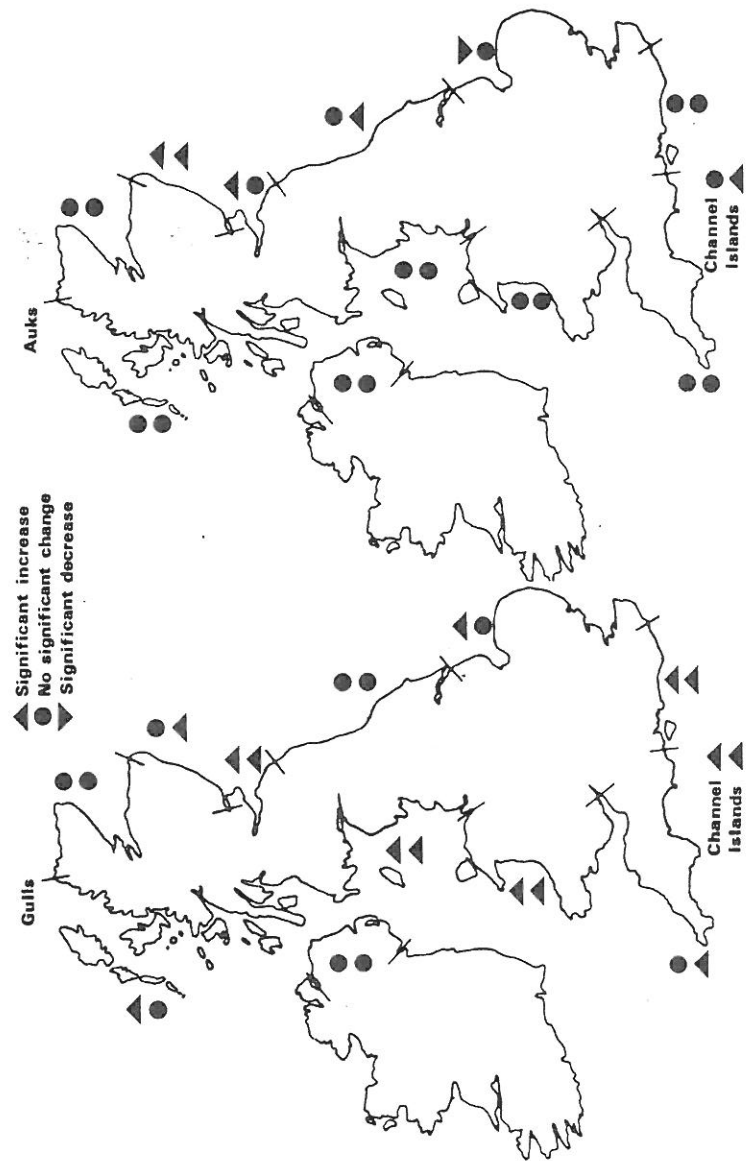 Gulls
Significant increase
No significant change
Significant decrease
Auks
Channel
Islands
Channel
Islands